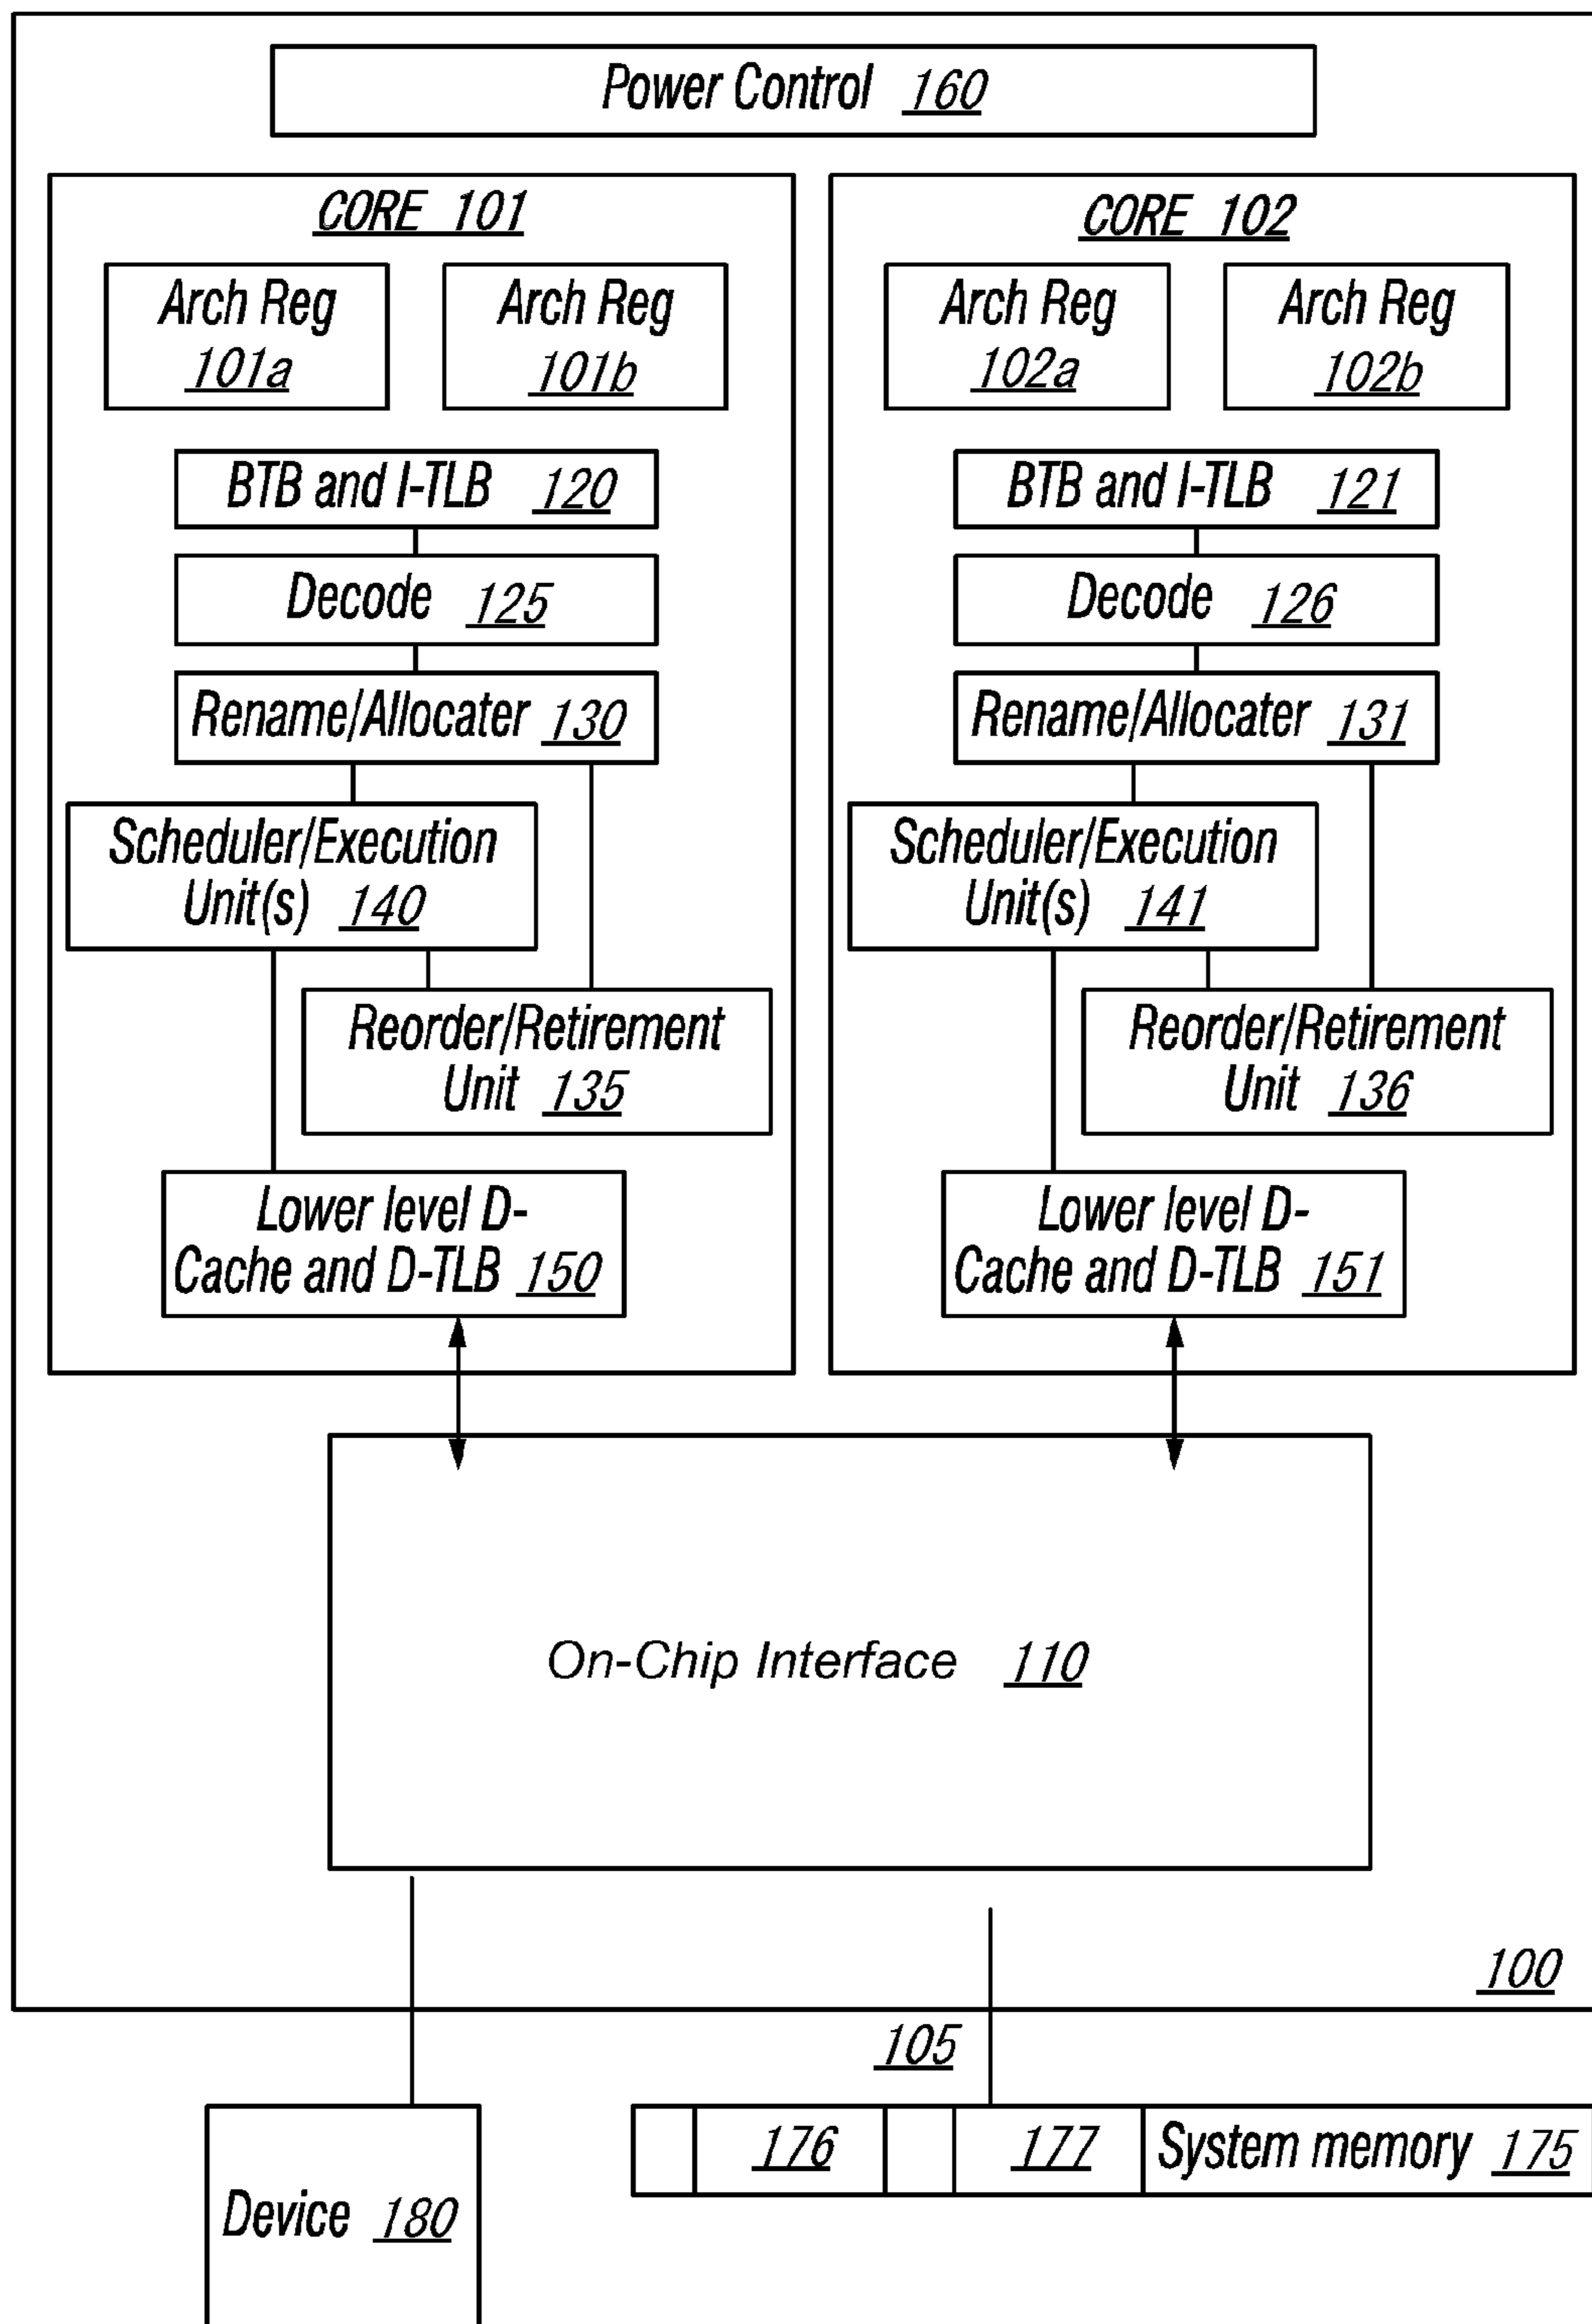 Power Control 160
CORE 101
Arch Reg
101a
Arch Reg
101b
BTB and I-TLB 120
Decode 125
Rename/Allocater 130
Scheduler/Execution
Unit(s) 140
Reorder/Retirement
Unit 135
Lower level D-
Cache and D-TLB 150
CORE 102
Arch Reg
102a
Arch Reg
102b
BTB and I-TLB 121
Decode 126
Rename/Allocater 131
Scheduler/Execution
Unit(s) 141
Reorder/Retirement
Unit 136
Lower level D-
Cache and D-TLB 151
On-Chip Interface 110
100
105
176
177
System memory 175
Device 180